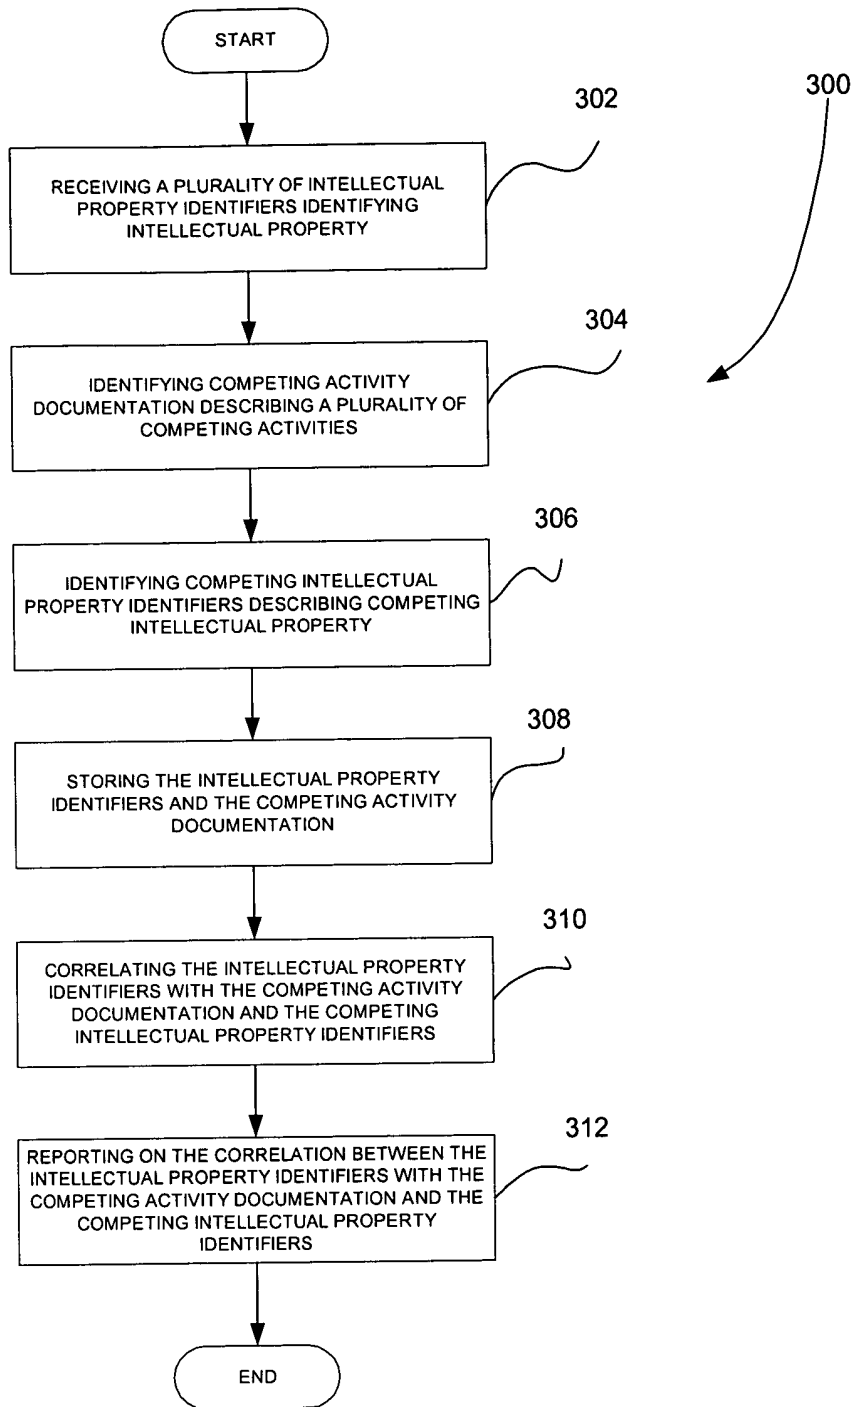 START
300
302
RECEIVING A PLURALITY OF INTELLECTUAL
PROPERTY IDENTIFIERS IDENTIFYING
INTELLECTUAL PROPERTY
304
IDENTIFYING COMPETING ACTIVITY
DOCUMENTATION DESCRIBING A PLURALITY OF
COMPETING ACTIVITIES
306
IDENTIFYING COMPETING INTELLECTUAL
PROPERTY IDENTIFIERS DESCRIBING COMPETING
INTELLECTUAL PROPERTY
308
STORING THE INTELLECTUAL PROPERTY
IDENTIFIERS AND THE COMPETING ACTIVITY
DOCUMENTATION
310
CORRELATING THE INTELLECTUAL PROPERTY
IDENTIFIERS WITH THE COMPETING ACTIVITY
DOCUMENTATION AND THE COMPETING
INTELLECTUAL PROPERTY IDENTIFIERS
312
REPORTING ON THE CORRELATION BETWEEN THE
INTELLECTUAL PROPERTY IDENTIFIERS WITH THE
COMPETING ACTIVITY DOCUMENTATION AND THE
COMPETING INTELLECTUAL PROPERTY
IDENTIFIERS
END